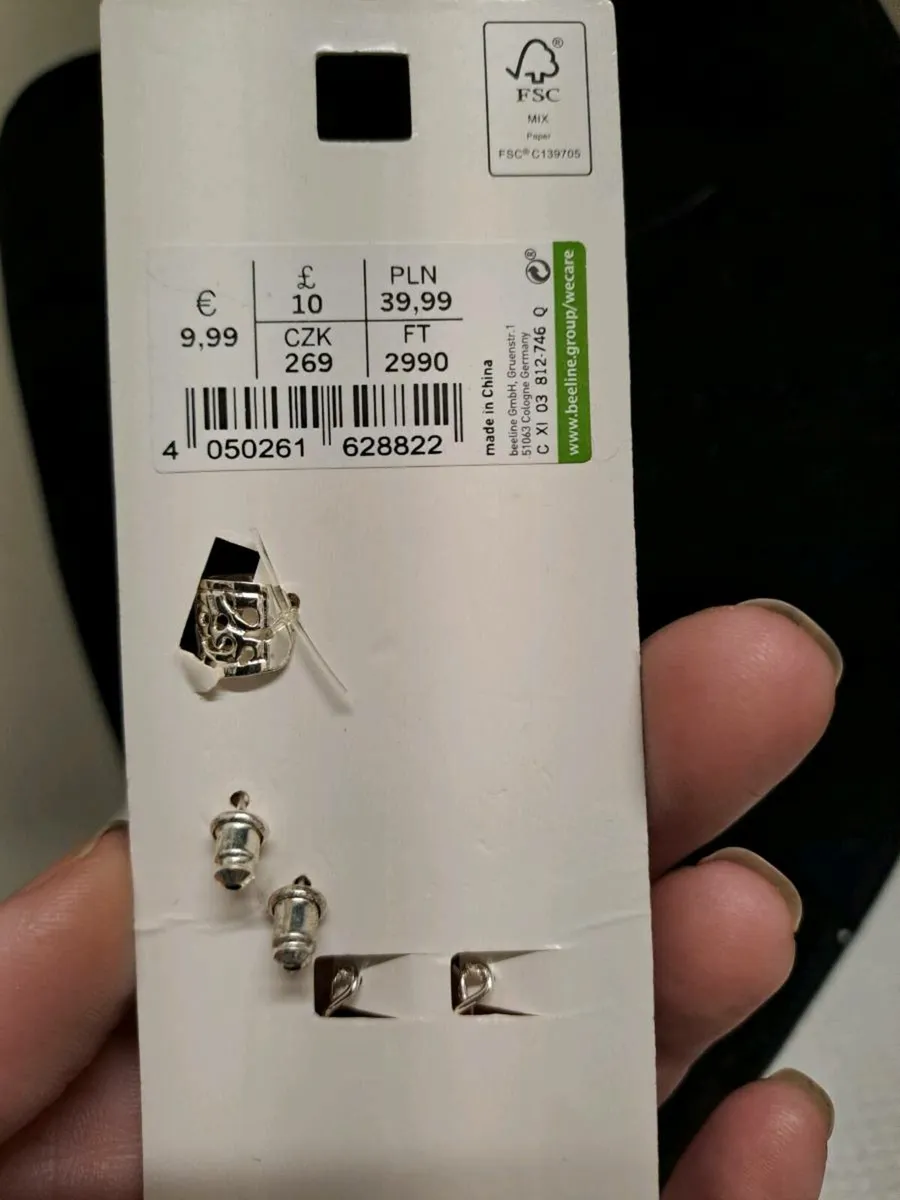 FSC®
MIX
Paper
FSC® C139705
€
9,99
£
10
PLN
39,99
CZK
269
FT
2990
4 050261 628822
made in China
beeline GmbH, Gruenstr.1
51063 Cologne Germany
C XI 03 812-746 Q
www.beeline.group/wecare